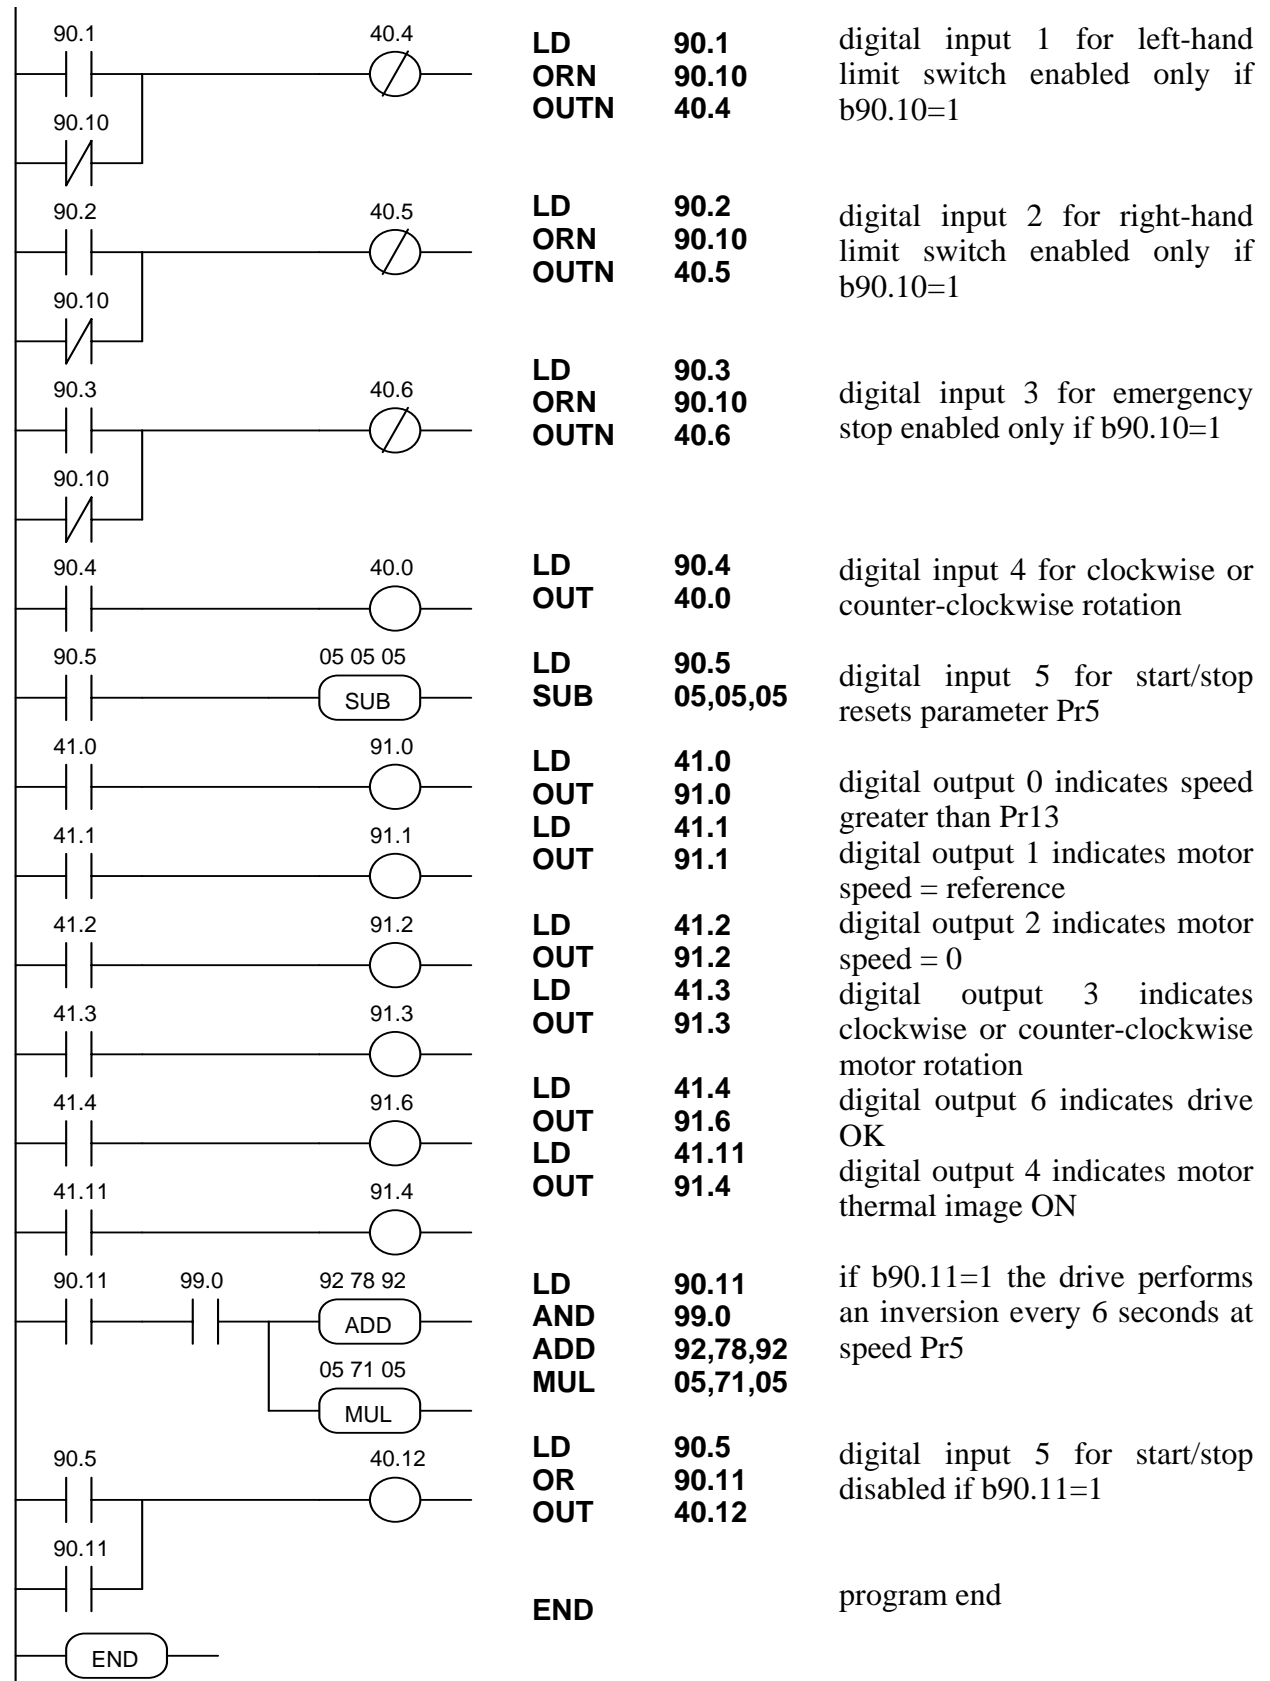 90.1 40.4
90.10
90.2 40.5
90.10
90.3 40.6
90.10
90.4 40.0
90.5 05 05 05
SUB
41.0 91.0
41.1 91.1
41.2 91.2
41.3 91.3
41.4 91.6
41.11 91.4
90.11 99.0 92 78 92
ADD
05 71 05
MUL
90.5 40.12
90.11
END
LD 90.1
ORN 90.10
OUTN 40.4
LD 90.2
ORN 90.10
OUTN 40.5
LD 90.3
ORN 90.10
OUTN 40.6
LD 90.4
OUT 40.0
LD 90.5
SUB 05,05,05
LD 41.0
OUT 91.0
LD 41.1
OUT 91.1
LD 41.2
OUT 91.2
LD 41.3
OUT 91.3
LD 41.4
OUT 91.6
LD 41.11
OUT 91.4
LD 90.11
AND 99.0
ADD 92,78,92
MUL 05,71,05
LD 90.5
OR 90.11
OUT 40.12
END
digital input 1 for left-hand
limit switch enabled only if
b90.10=1
digital input 2 for right-hand
limit switch enabled only if
b90.10=1
digital input 3 for emergency
stop enabled only if b90.10=1
digital input 4 for clockwise or
counter-clockwise rotation
digital input 5 for start/stop
resets parameter Pr5
digital output 0 indicates speed
greater than Pr13
digital output 1 indicates motor
speed = reference
digital output 2 indicates motor
speed = 0
digital output 3 indicates
clockwise or counter-clockwise
motor rotation
digital output 6 indicates drive
OK
digital output 4 indicates motor
thermal image ON
if b90.11=1 the drive performs
an inversion every 6 seconds at
speed Pr5
digital input 5 for start/stop
disabled if b90.11=1
program end